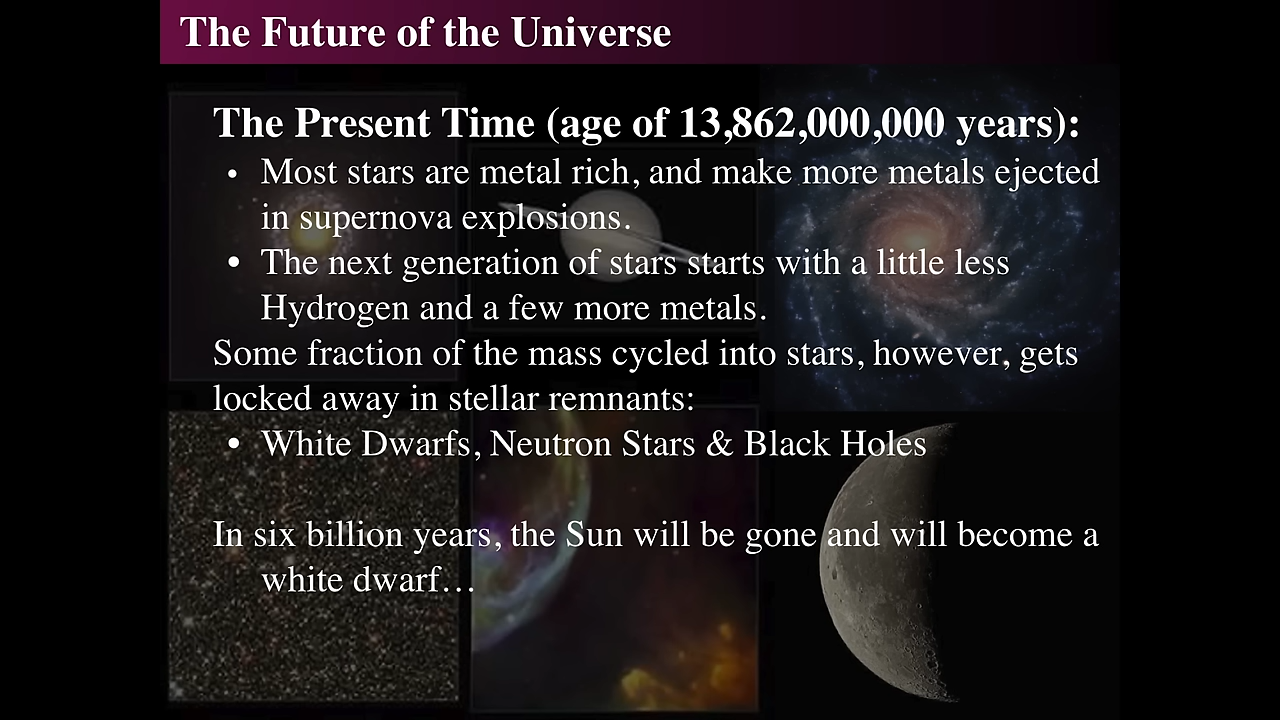 The Future of the Universe
The Present Time (age of 13,862,000,000 years):
• Most stars are metal rich, and make more metals ejected
in supernova explosions.
• The next generation of stars starts with a little less
Hydrogen and a few more metals.
Some fraction of the mass cycled into stars, however, gets
locked away in stellar remnants:
• White Dwarfs, Neutron Stars & Black Holes
In six billion years, the Sun will be gone and will become a
white dwarf…